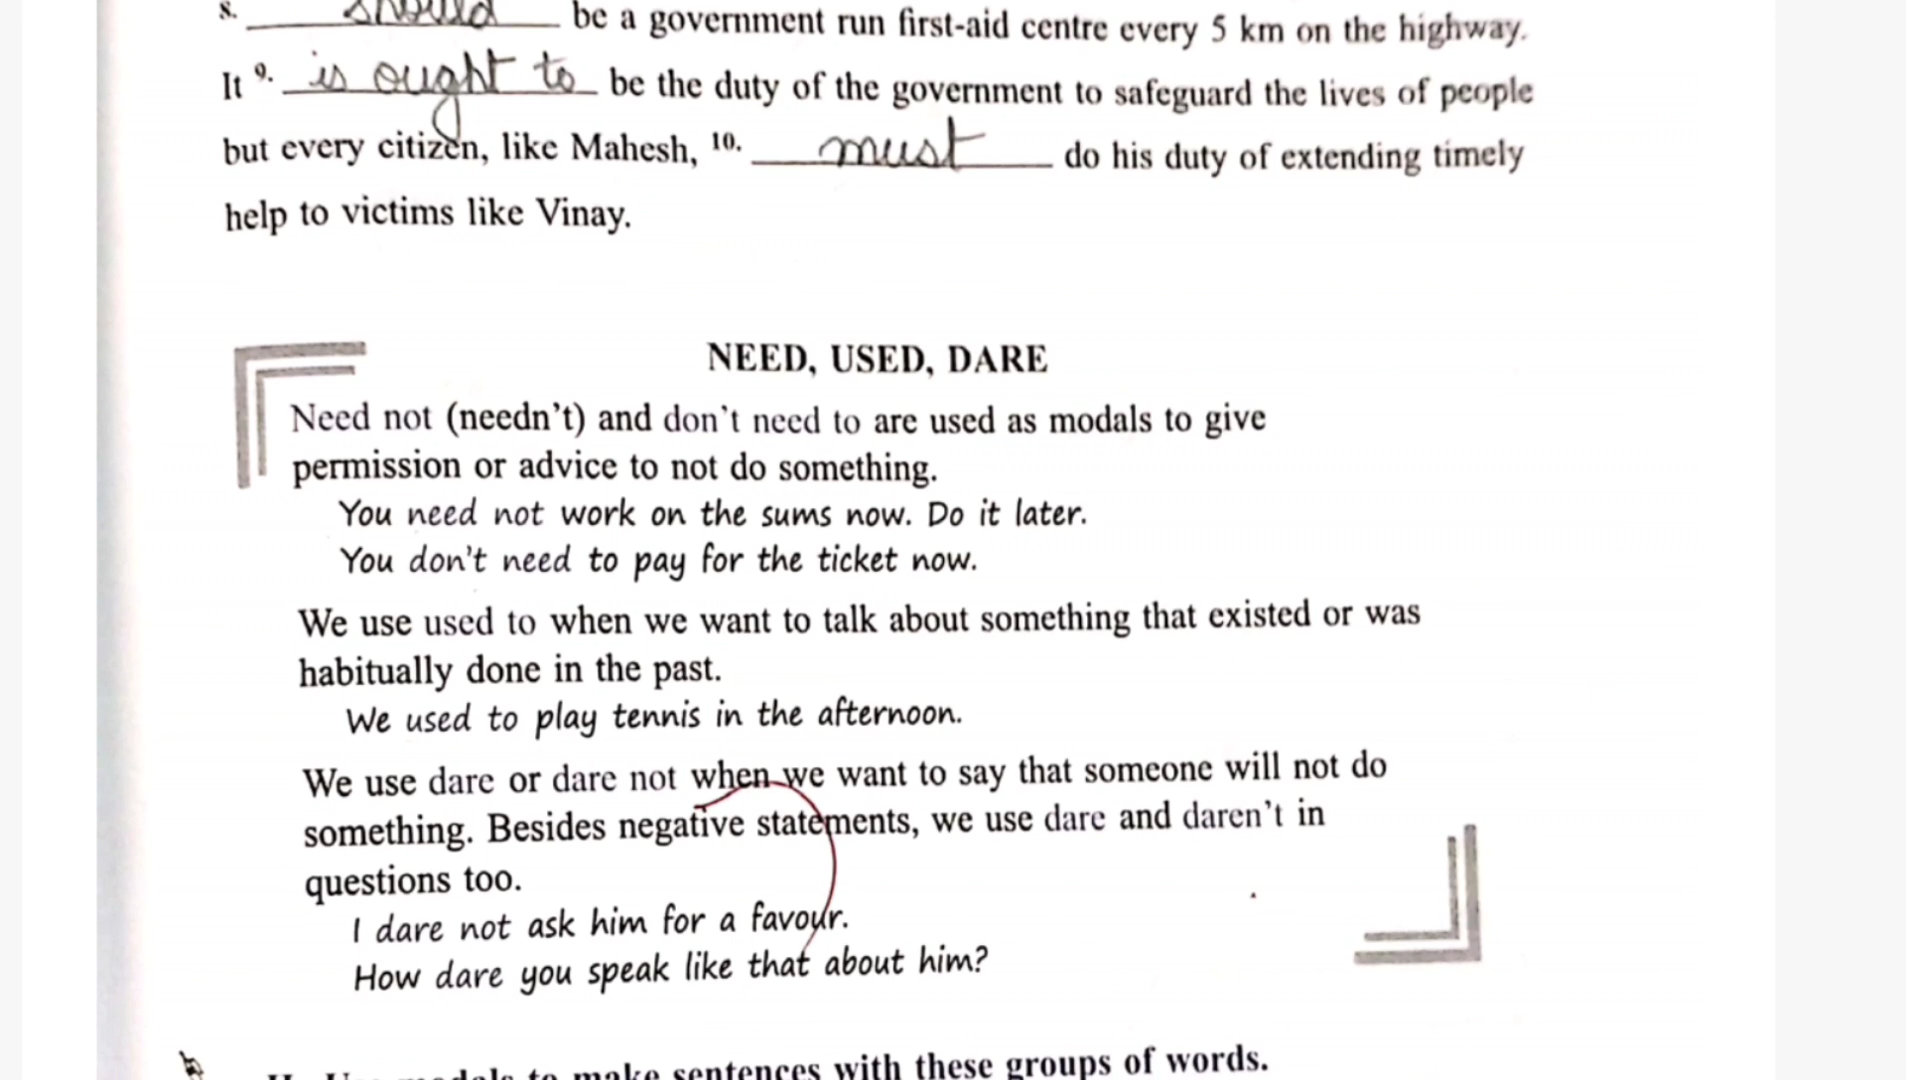 8. should be a government run first-aid centre every 5 km on the highway.
It 9. is ought to be the duty of the government to safeguard the lives of people
but every citizen, like Mahesh, 10. must do his duty of extending timely
help to victims like Vinay.
NEED, USED, DARE
Need not (needn't) and don't need to are used as modals to give
permission or advice to not do something.
You need not work on the sums now. Do it later.
You don't need to pay for the ticket now.
We use used to when we want to talk about something that existed or was
habitually done in the past.
We used to play tennis in the afternoon.
We use dare or dare not when we want to say that someone will not do
something. Besides negative statements, we use dare and daren't in
questions too.
I dare not ask him for a favour.
How dare you speak like that about him?
modals to make sentences with these groups of words.